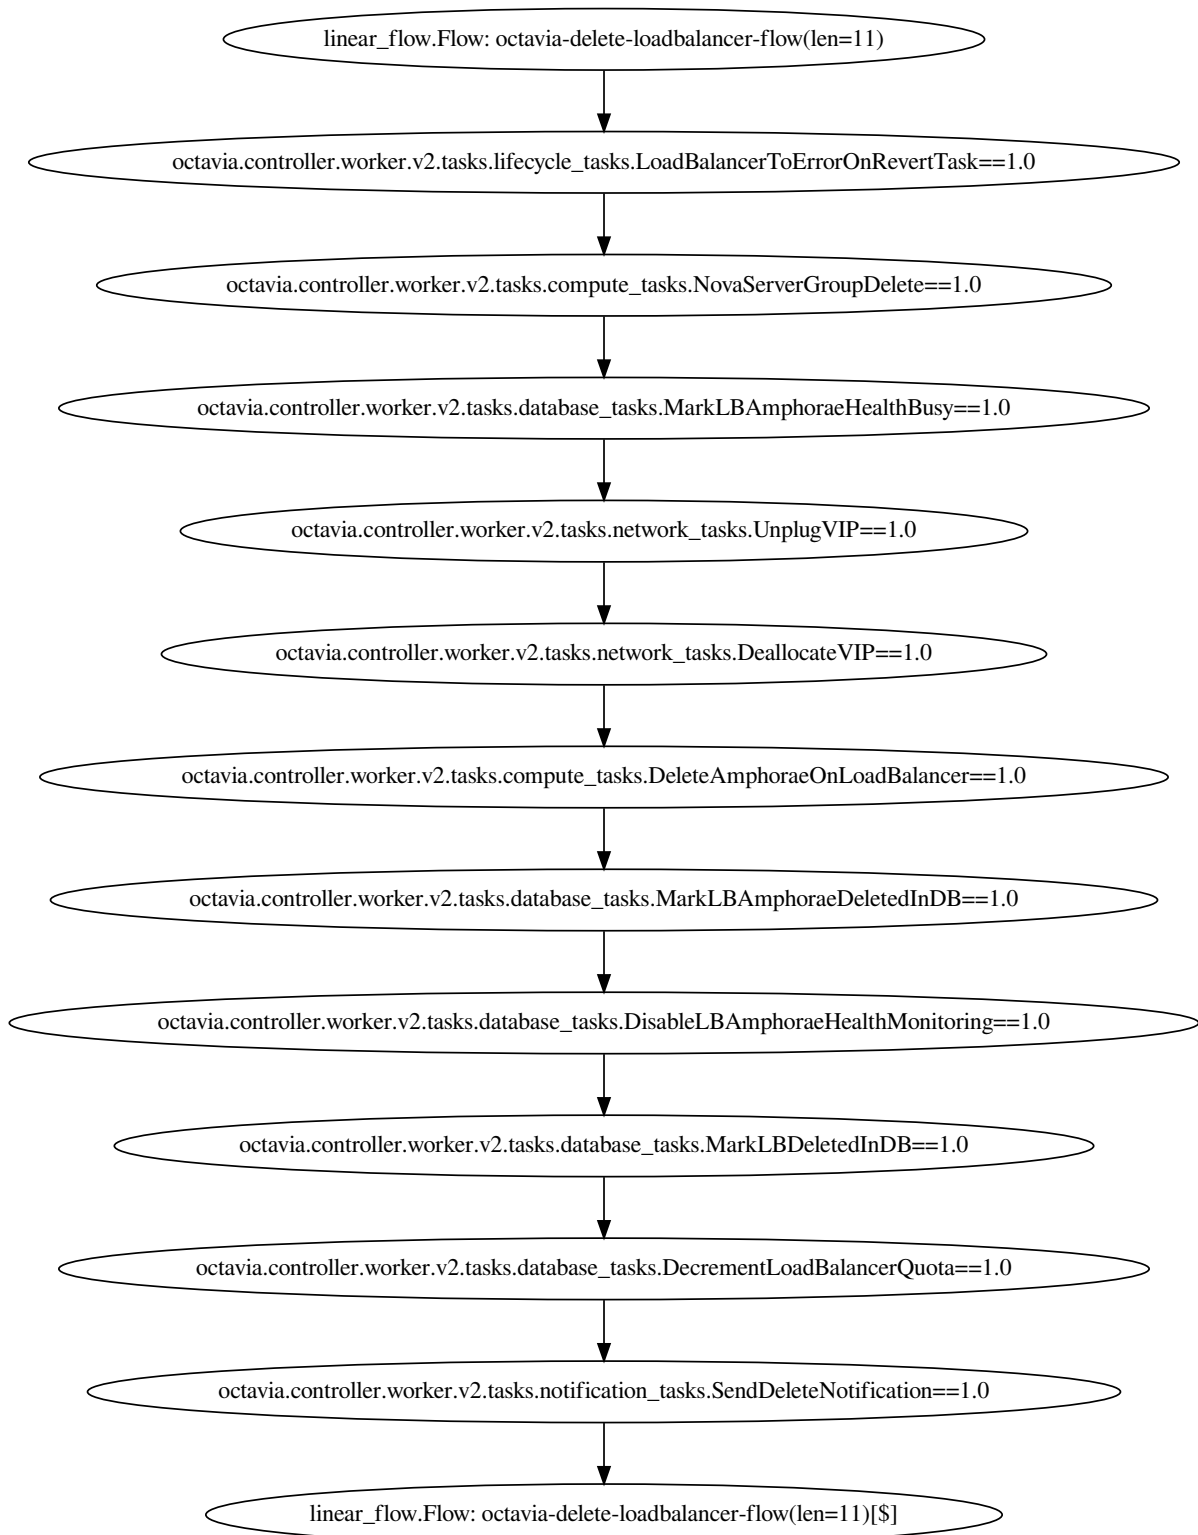 linear_flow.Flow: octavia-delete-loadbalancer-flow(len=11)
octavia.controller.worker.v2.tasks.lifecycle_tasks.LoadBalancerToErrorOnRevertTask==1.0
octavia.controller.worker.v2.tasks.compute_tasks.NovaServerGroupDelete==1.0
octavia.controller.worker.v2.tasks.database_tasks.MarkLBAmphoraeHealthBusy==1.0
octavia.controller.worker.v2.tasks.network_tasks.UnplugVIP==1.0
octavia.controller.worker.v2.tasks.network_tasks.DeallocateVIP==1.0
octavia.controller.worker.v2.tasks.compute_tasks.DeleteAmphoraeOnLoadBalancer==1.0
octavia.controller.worker.v2.tasks.database_tasks.MarkLBAmphoraeDeletedInDB==1.0
octavia.controller.worker.v2.tasks.database_tasks.DisableLBAmphoraeHealthMonitoring==1.0
octavia.controller.worker.v2.tasks.database_tasks.MarkLBDeletedInDB==1.0
octavia.controller.worker.v2.tasks.database_tasks.DecrementLoadBalancerQuota==1.0
octavia.controller.worker.v2.tasks.notification_tasks.SendDeleteNotification==1.0
linear_flow.Flow: octavia-delete-loadbalancer-flow(len=11)[$]